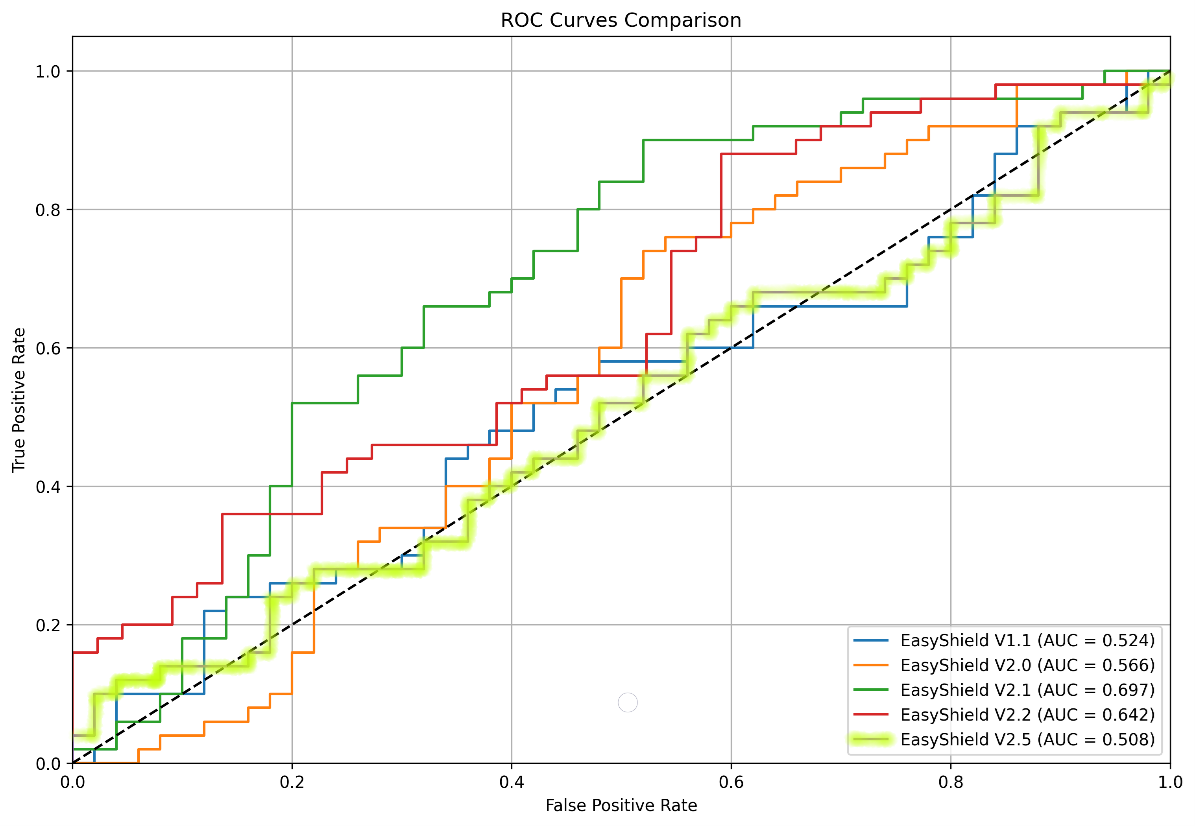 ROC Curves Comparison
1.0
0.8
0.6
0.4
0.2
0.0
True Positive Rate
0.0 0.2 0.4 0.6 0.8 1.0
False Positive Rate
EasyShield V1.1 (AUC = 0.524)
EasyShield V2.0 (AUC = 0.566)
EasyShield V2.1 (AUC = 0.697)
EasyShield V2.2 (AUC = 0.642)
EasyShield V2.5 (AUC = 0.508)